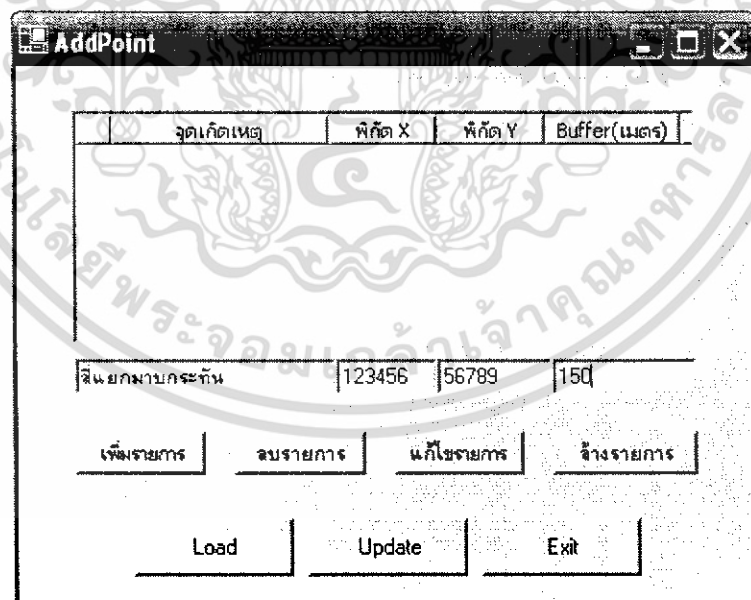 AddPoint
จุดเกิดเหตุ พิกัด X พิกัด Y Buffer(เมตร)
สี่แยกมาบกระทัน 123456 56789 150
เพิ่มรายการ ลบรายการ แก้ไขรายการ ล้างรายการ
Load Update Exit